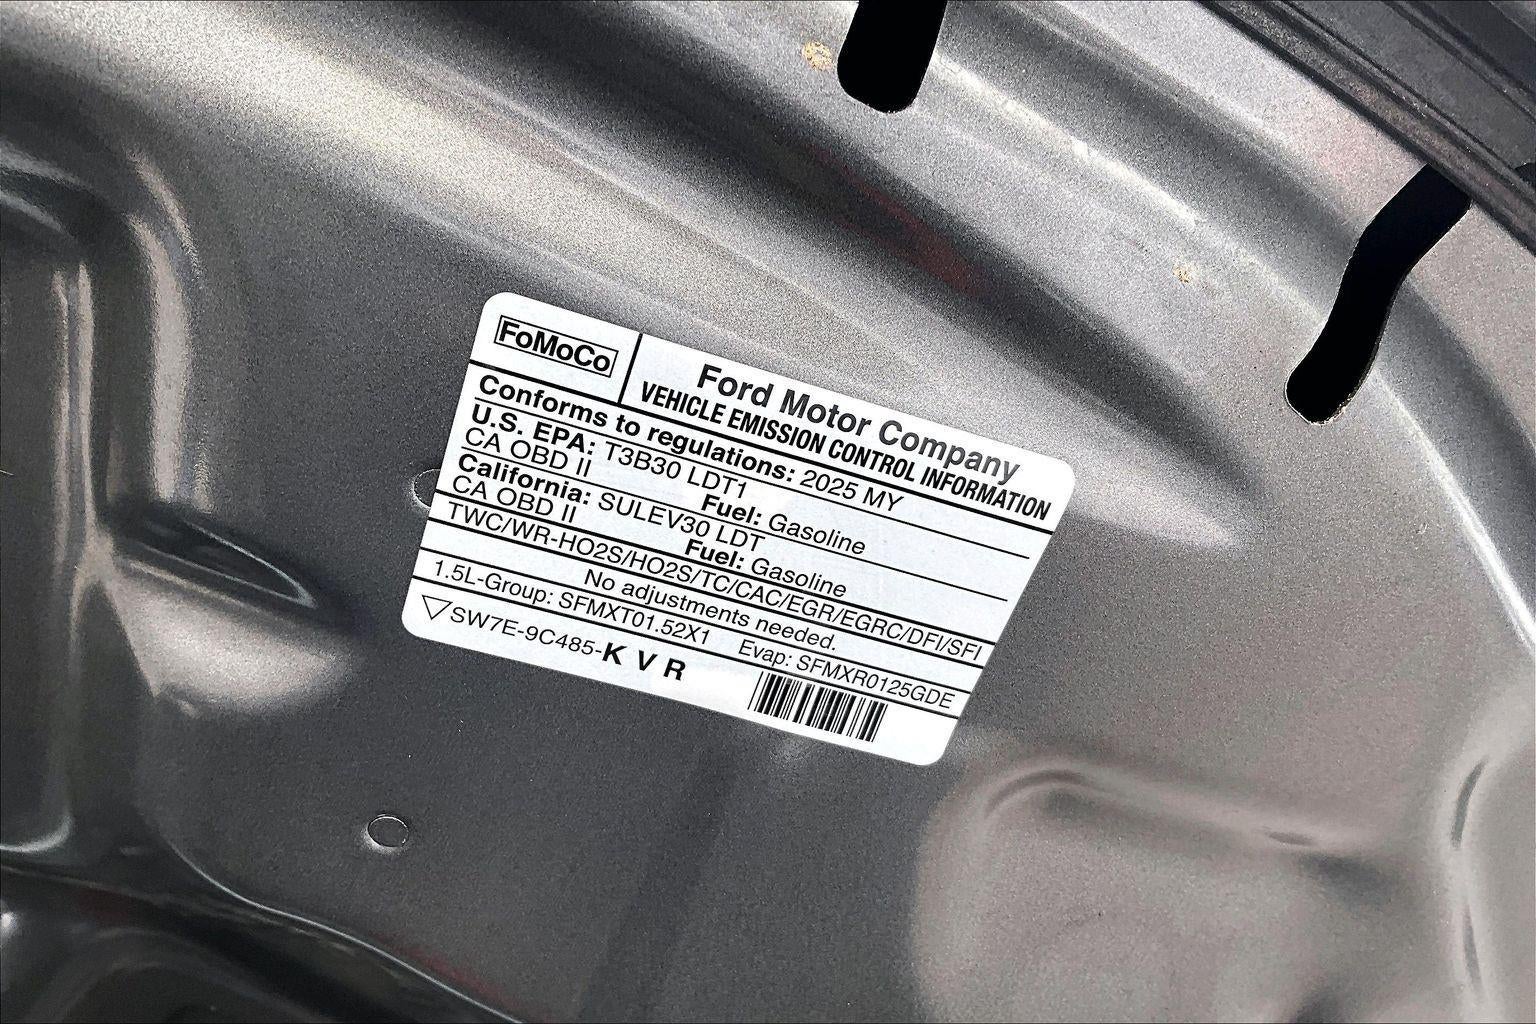 FoMoCo
Ford Motor Company
VEHICLE EMISSION CONTROL INFORMATION
Conforms to regulations: 2025 MY
U.S. EPA: T3B30 LDT1
CA OBD II Fuel: Gasoline
California: SULEV30 LDT
CA OBD II Fuel: Gasoline
TWC/WR-HO2S/HO2S/TC/CAC/EGR/EGRC/DFI/SFI
No adjustments needed.
1.5L-Group: SFMXT01.52X1 Evap: SFMXR0125GDE
SW7E-9C485-K V R